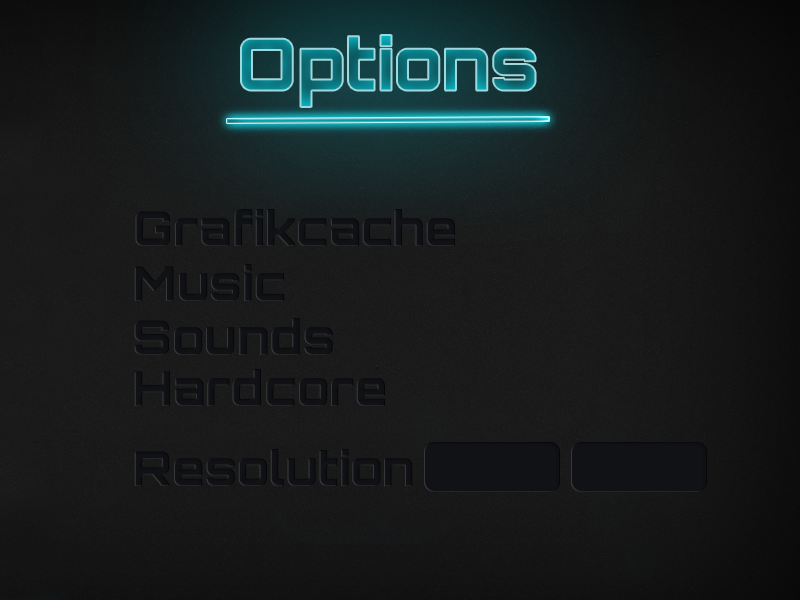 Options
Grafikcache
Music
Sounds
Hardcore
Resolution